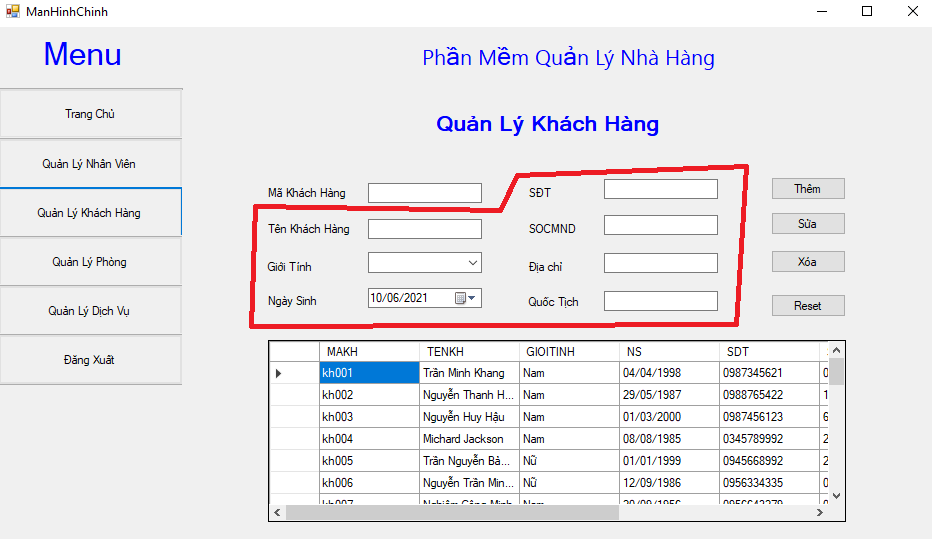 ManHinhChinh
Menu
Phần Mềm Quản Lý Nhà Hàng
Trang Chủ
Quản Lý Nhân Viên
Quản Lý Khách Hàng
Quản Lý Phòng
Quản Lý Dịch Vụ
Đăng Xuất
Quản Lý Khách Hàng
Mã Khách Hàng
SĐT
Thêm
Tên Khách Hàng
SOCMND
Sửa
Giới Tính
Địa chỉ
Xóa
Ngày Sinh
10/06/2021
Quốc Tịch
Reset
MAKH TENKH GIOITINH NS SDT
kh001 Trần Minh Khang Nam 04/04/1998 0987345621 0
kh002 Nguyễn Thanh H... Nam 29/05/1987 0988765422 1
kh003 Nguyễn Huy Hậu Nam 01/03/2000 0987456123 6
kh004 Michard Jackson Nam 08/08/1985 0345789992 2
kh005 Trần Nguyễn Bả... Nữ 01/01/1999 0945668992 2
kh006 Nguyễn Trần Min... Nữ 12/09/1986 0956334335 0
kh007 Nghiêm Công Minh Nam